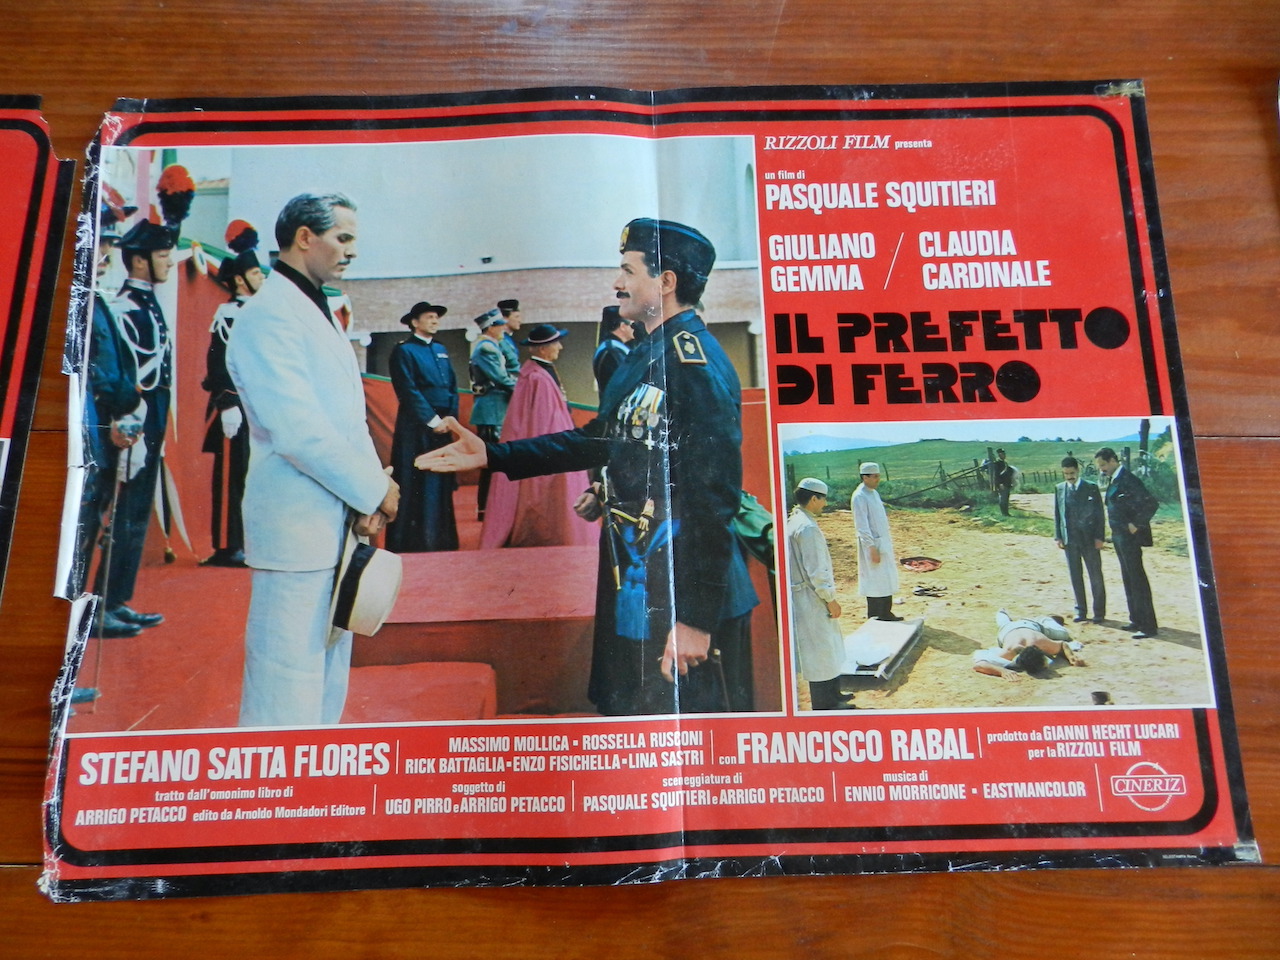 RIZZOLI FILM presenta
un film di
PASQUALE SQUITIERI
GIULIANO / CLAUDIA
GEMMA CARDINALE
IL PREFETTO
DI FERRO
STEFANO SATTA FLORES
MASSIMO MOLLICA - ROSSELLA RUSCONI
RICK BATTAGLIA - ENZO FISICHELLA - LINA SASTRI
con FRANCISCO RABAL
prodotto da GIANNI HECHT LUCARI
per la RIZZOLI FILM
tratto dall'omonimo libro di
ARRIGO PETACCO edito da Arnoldo Mondadori Editore
soggetto di
UGO PIRRO e ARRIGO PETACCO
sceneggiatura di
PASQUALE SQUITIERI e ARRIGO PETACCO
musica di
ENNIO MORRICONE - EASTMANCOLOR
CINERIZ